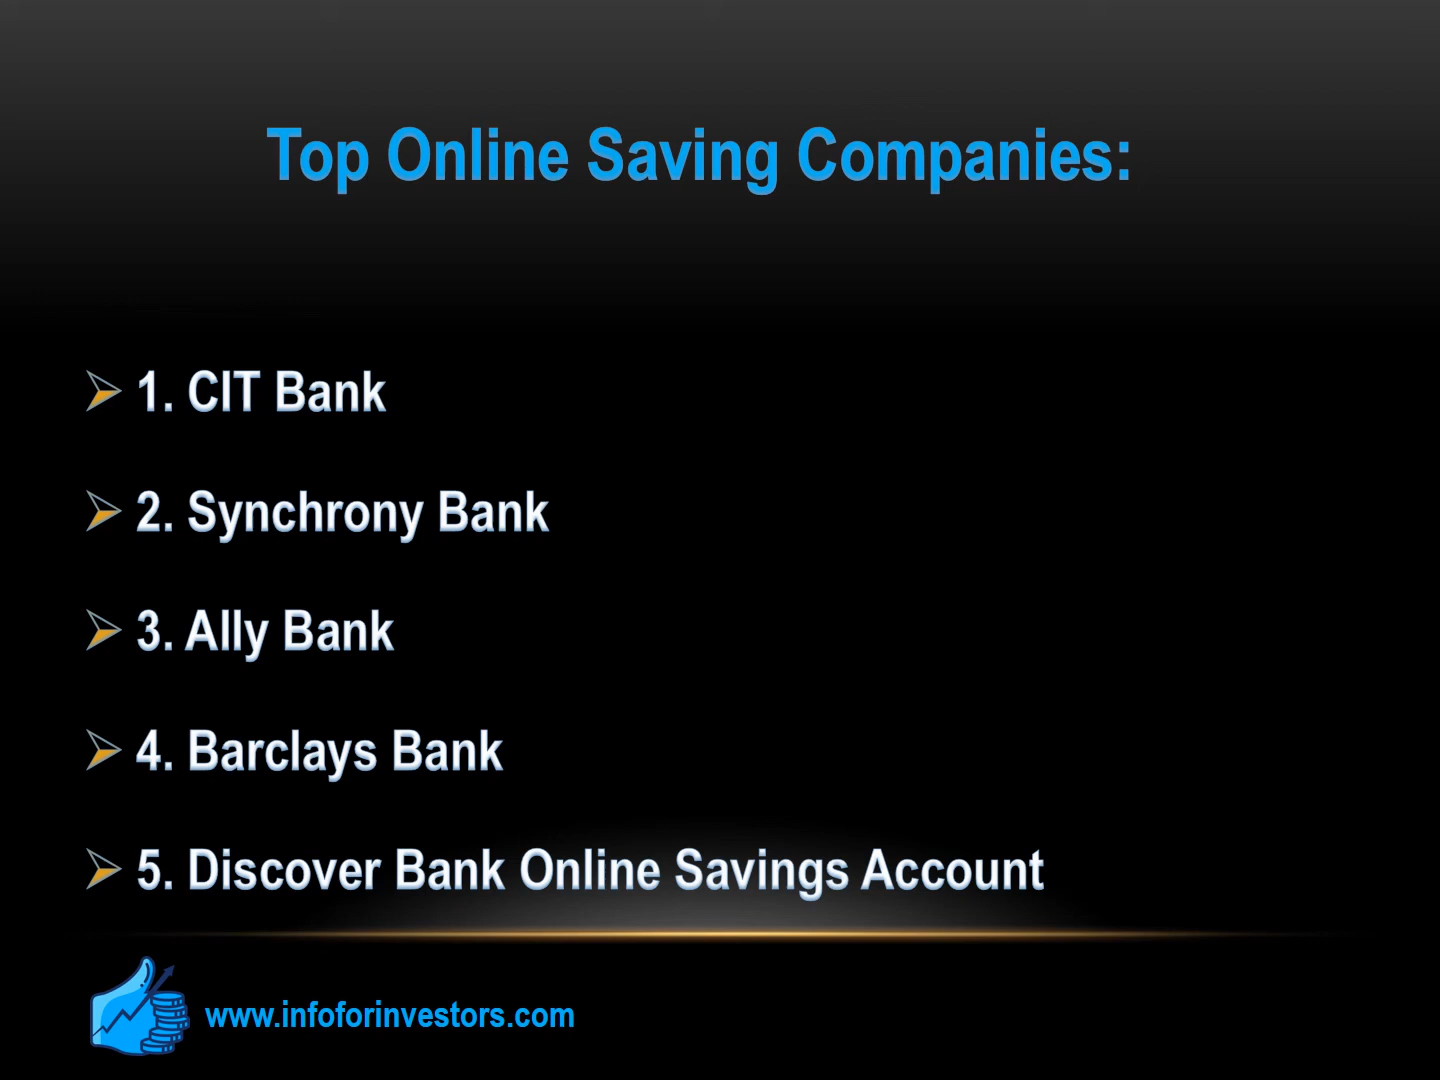 Top Online Saving Companies:
1. CIT Bank
2. Synchrony Bank
3. Ally Bank
4. Barclays Bank
5. Discover Bank Online Savings Account
www.infoforinvestors.com